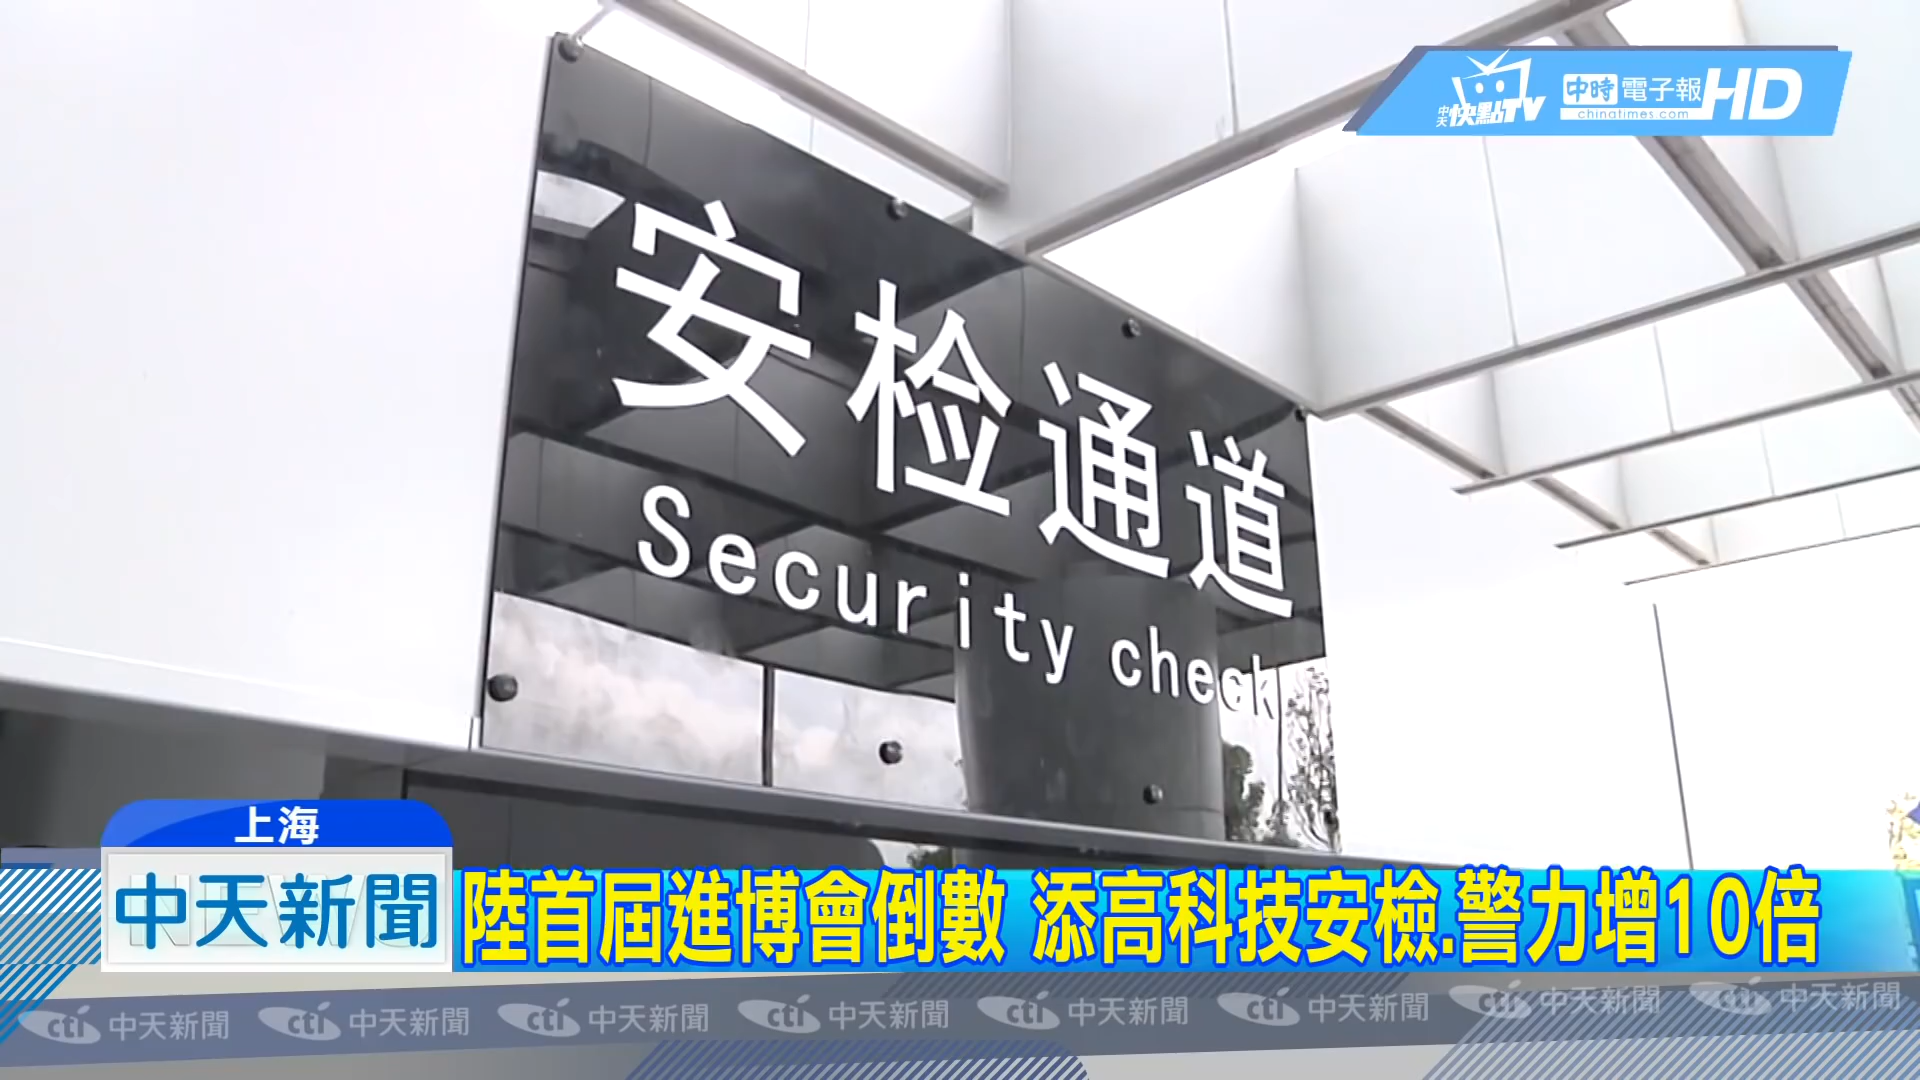 中天快點TV 中時電子報 HD
chinatimes.com
安检通道
Security check
上海
中天新聞
陸首屆進博會倒數 添高科技安檢.警力增10倍
cti 中天新聞 cti 中天新聞 cti 中天新聞 cti 中天新聞 cti 中天新聞 cti 中天新聞 cti 中天新聞 cti 中天新聞